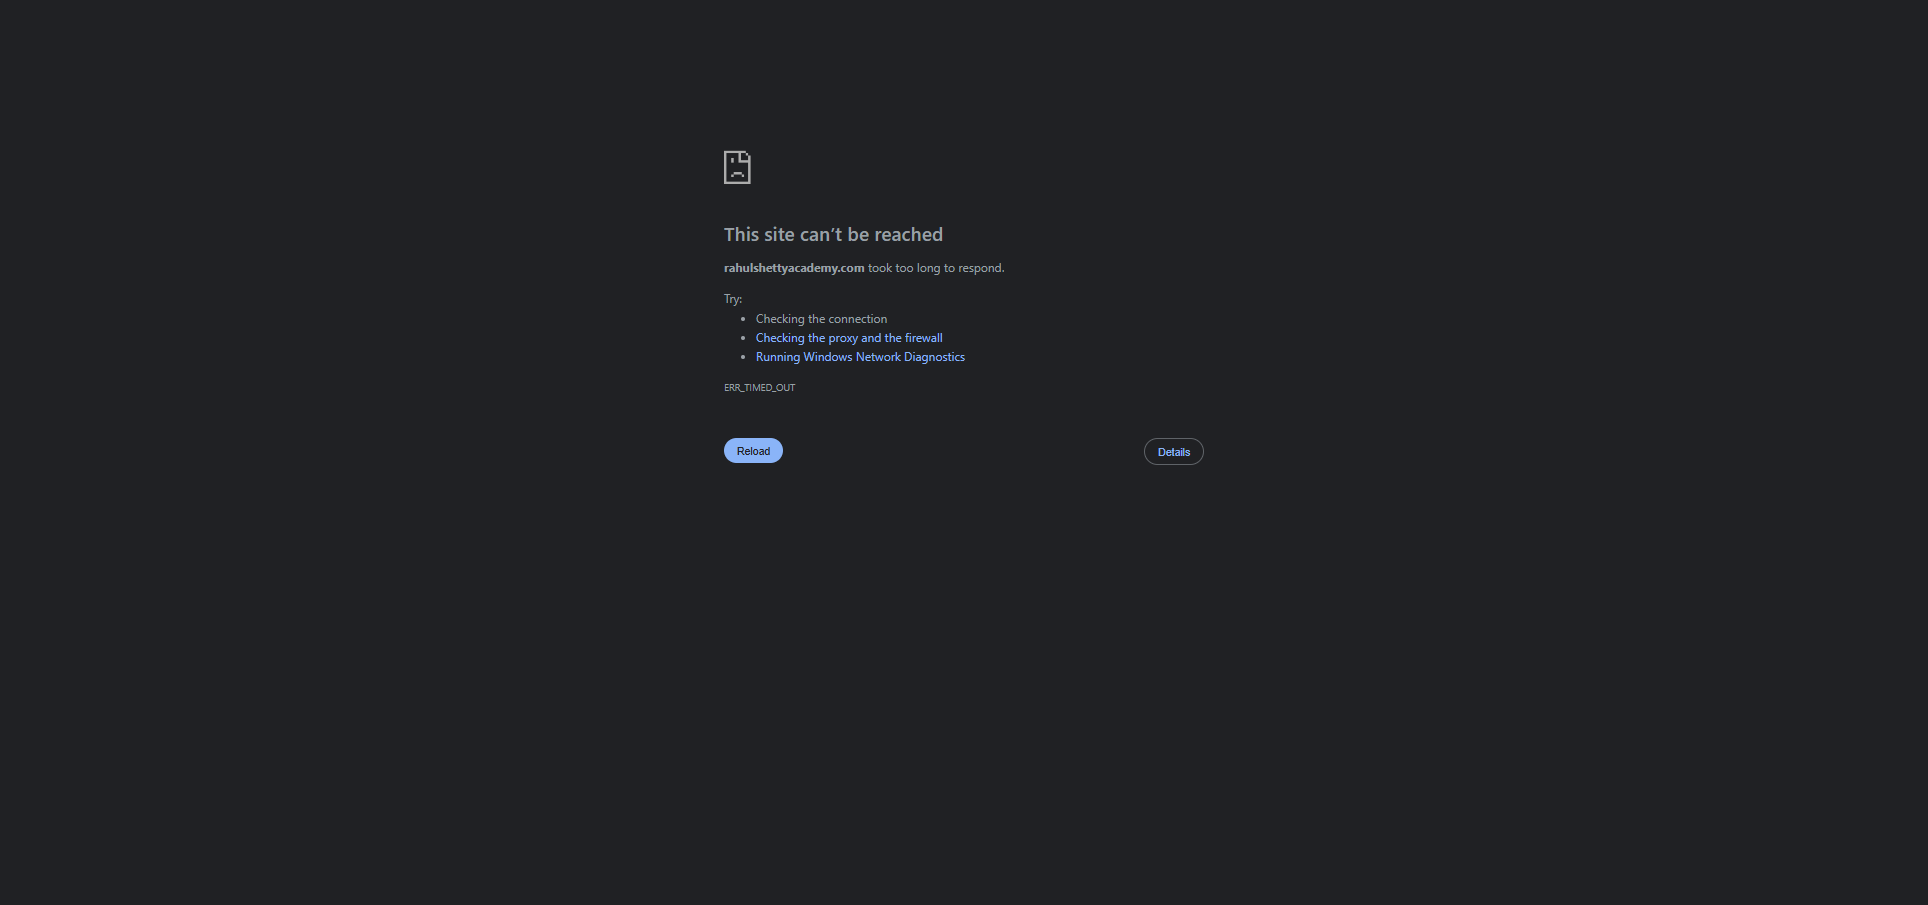 This site can’t be reached
rahulshettyacademy.com took too long to respond.
Try:
Checking the connection
Checking the proxy and the firewall
Running Windows Network Diagnostics
ERR_TIMED_OUT
Reload
Details